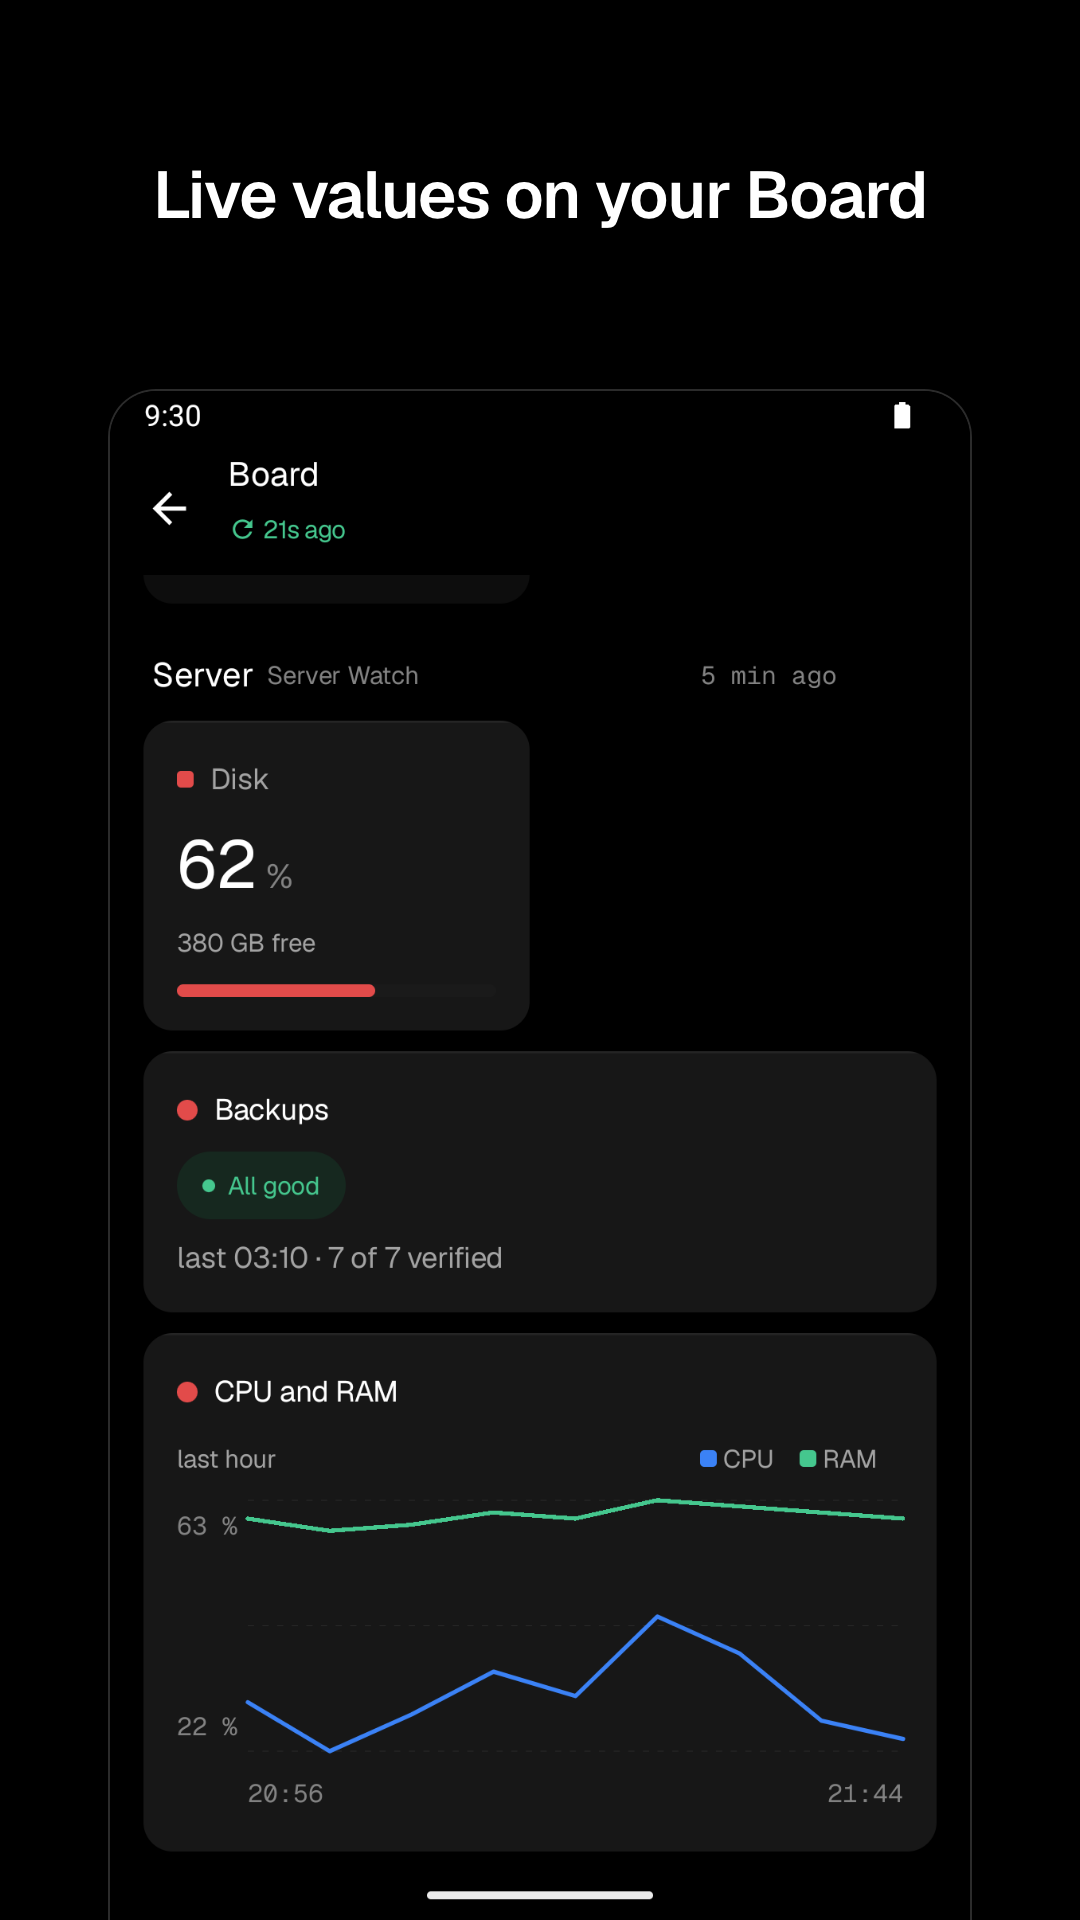 Live values on your Board
9:30
Board
21s ago
Server Server Watch 5 min ago
Disk
62 %
380 GB free
Backups
All good
last 03:10 · 7 of 7 verified
CPU and RAM
last hour CPU RAM
63 %
22 %
20:56 21:44